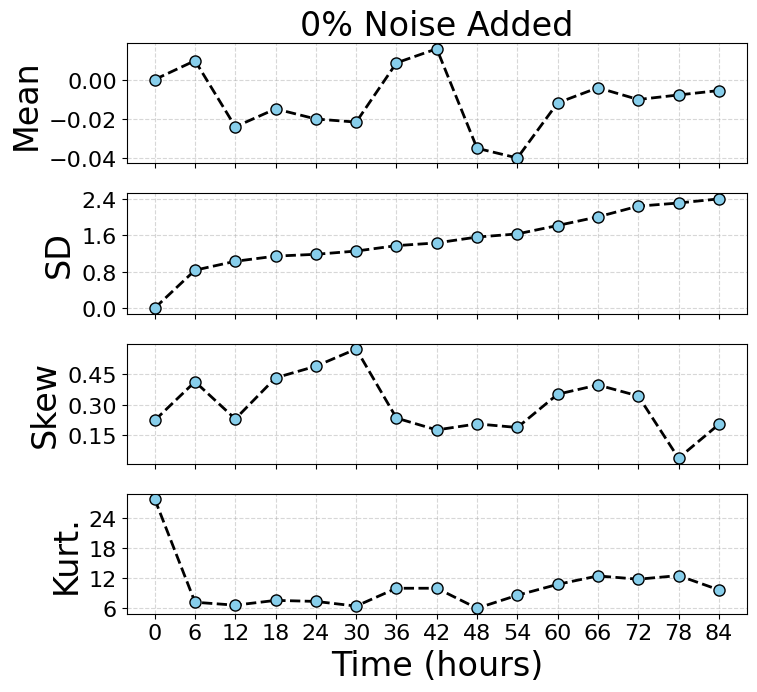 0% Noise Added
Mean
0.00
−0.02
−0.04
SD
2.4
1.6
0.8
0.0
Skew
0.45
0.30
0.15
Kurt.
24
18
12
6
0 6 12 18 24 30 36 42 48 54 60 66 72 78 84
Time (hours)